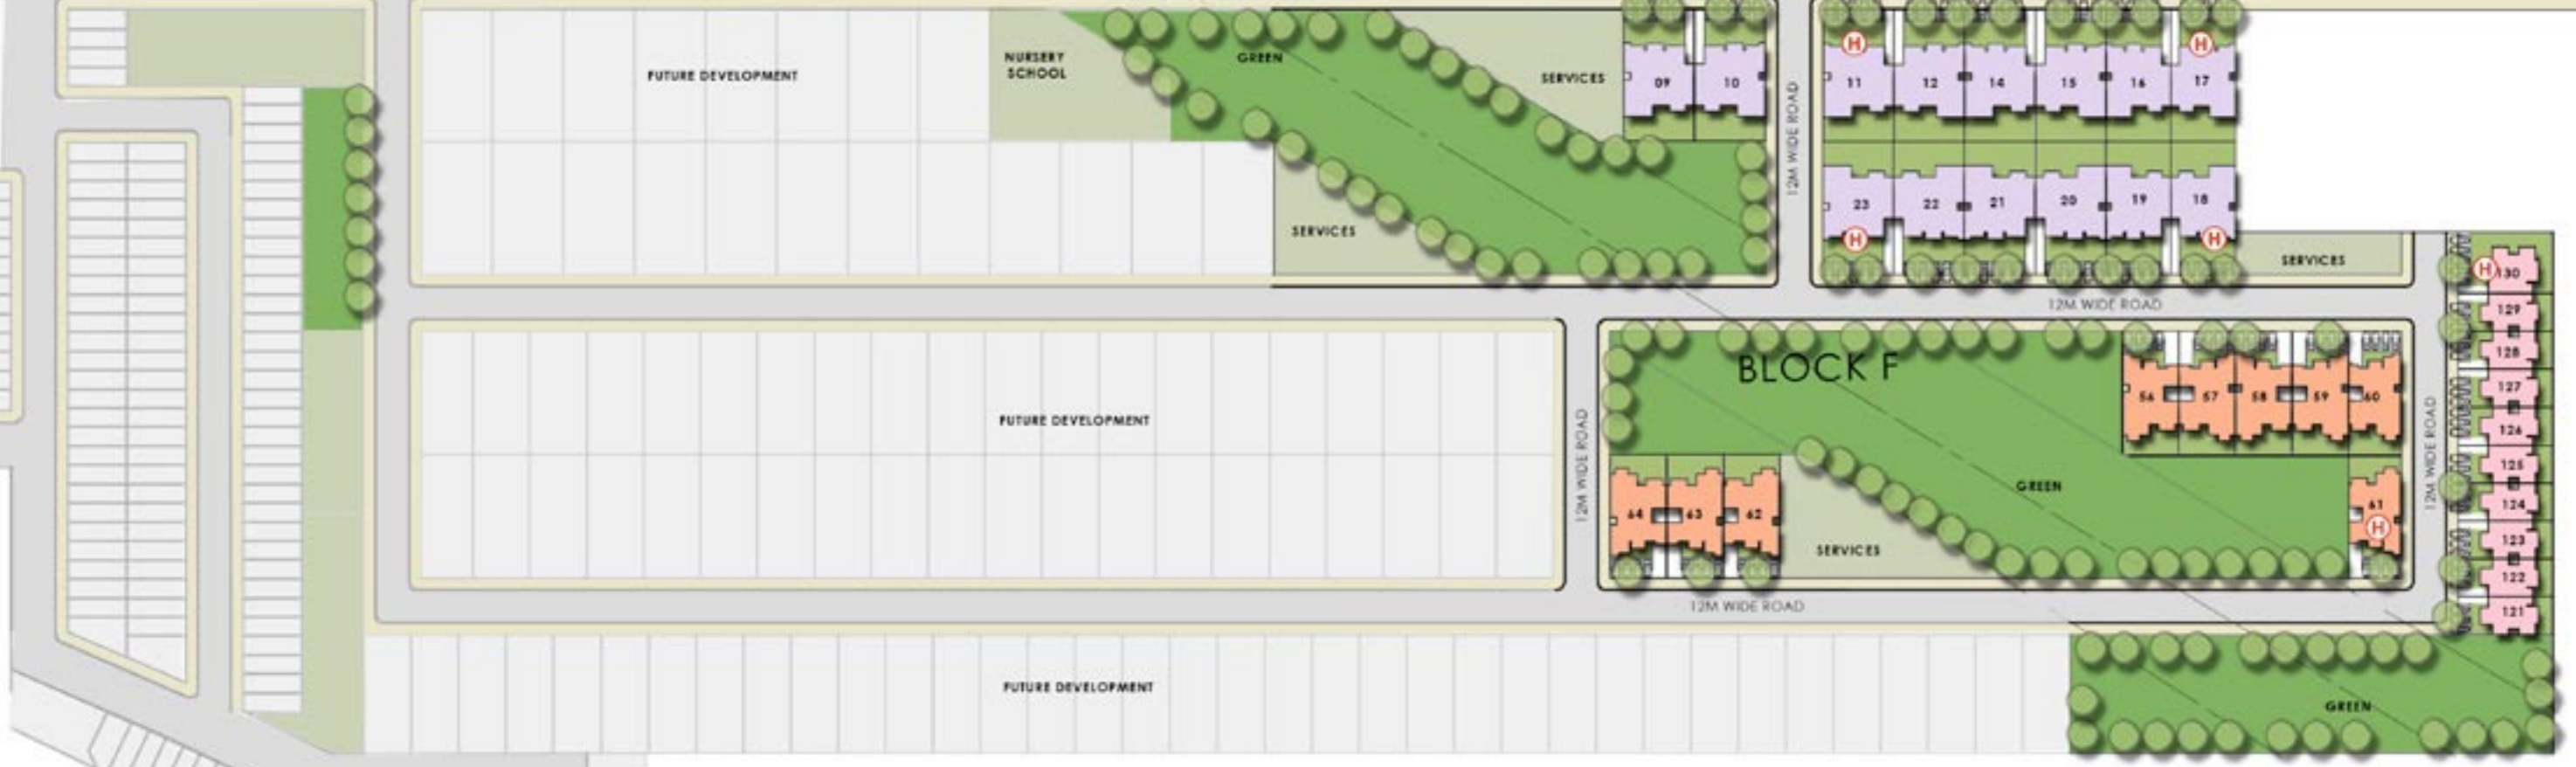 FUTURE DEVELOPMENT
NURSERY
SCHOOL
GREEN
SERVICES
09
10
12M WIDE ROAD
H
H
11
12
14
15
16
17
SERVICES
23
22
21
20
19
18
H
H
SERVICES
12M WIDE ROAD
H
130
129
128
127
126
125
124
123
122
121
FUTURE DEVELOPMENT
12M WIDE ROAD
BLOCK F
56
57
58
59
60
12M WIDE ROAD
GREEN
64
63
62
SERVICES
61
H
12M WIDE ROAD
FUTURE DEVELOPMENT
GREEN